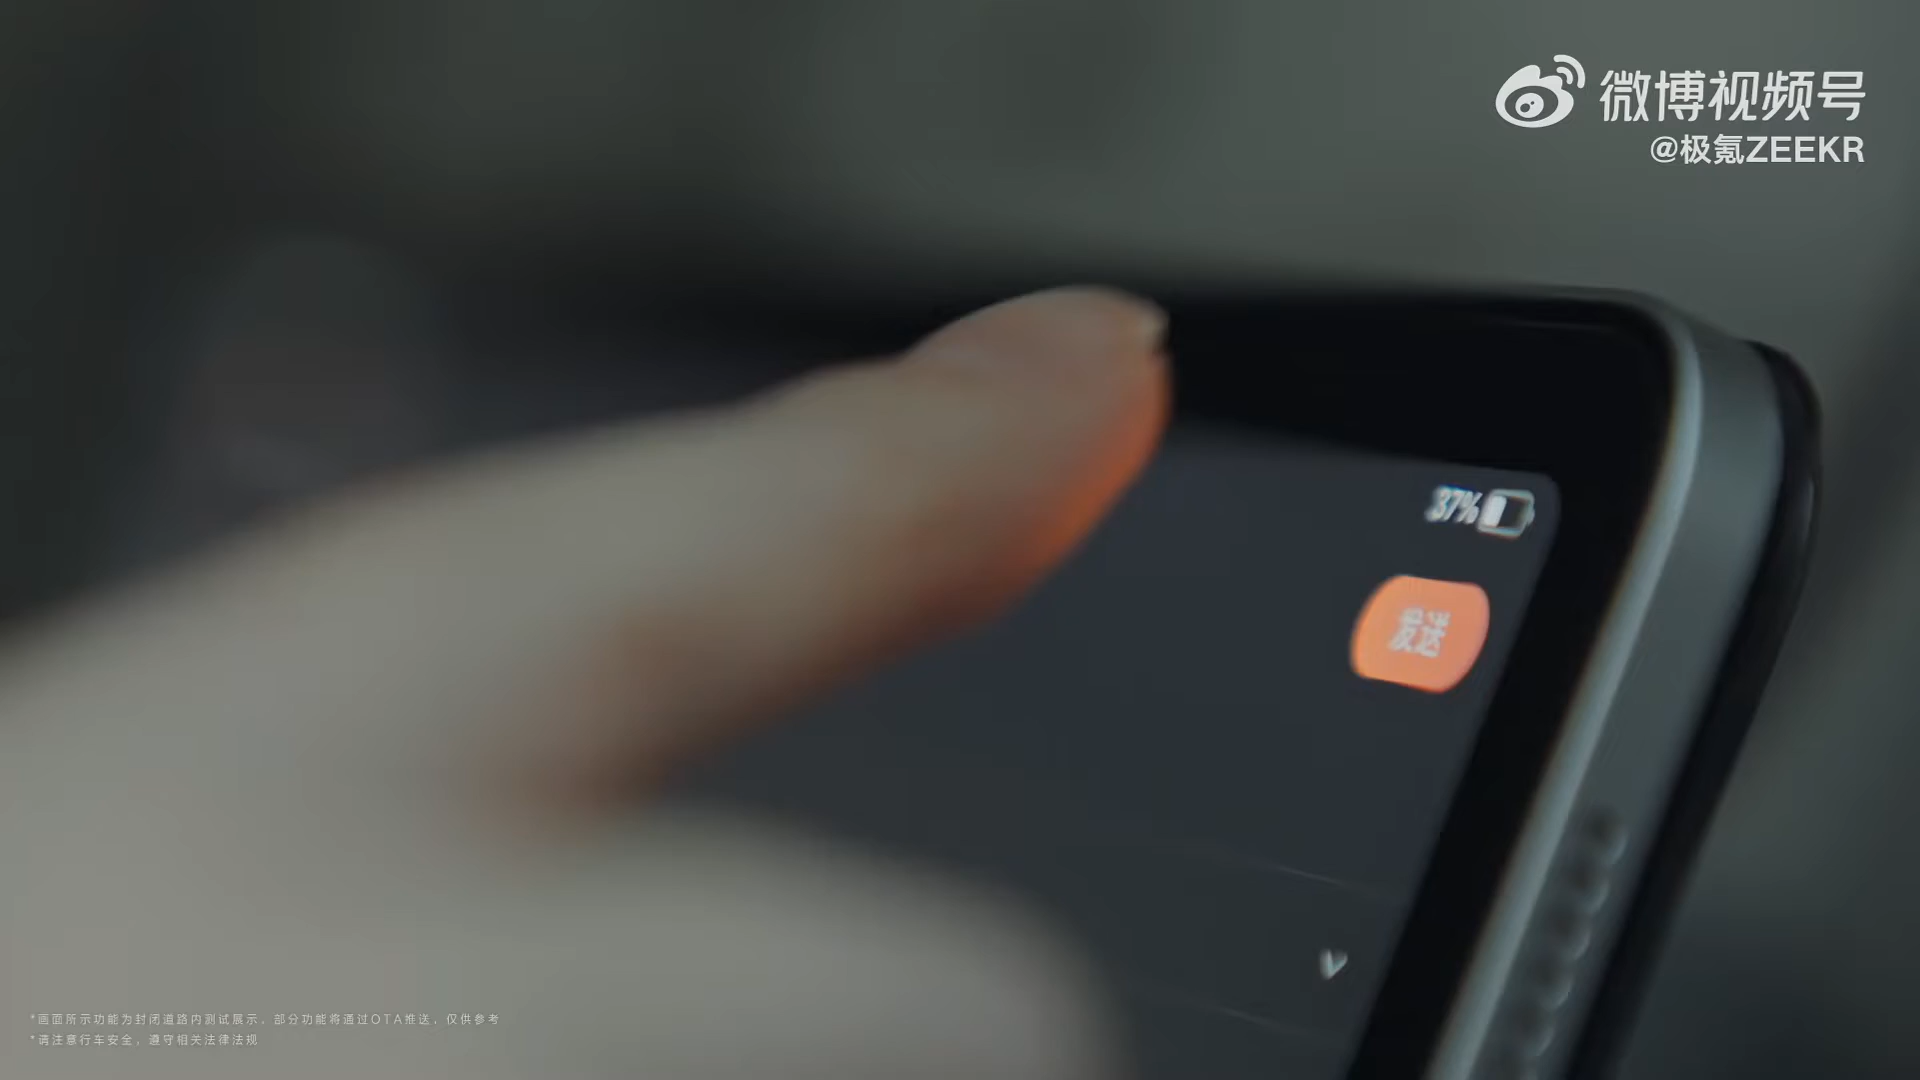 微博视频号
@极氪ZEEKR
37%
发送
*画面所示功能为封闭道路内测试展示，部分功能将通过OTA推送，仅供参考
*请注意行车安全，遵守相关法律法规